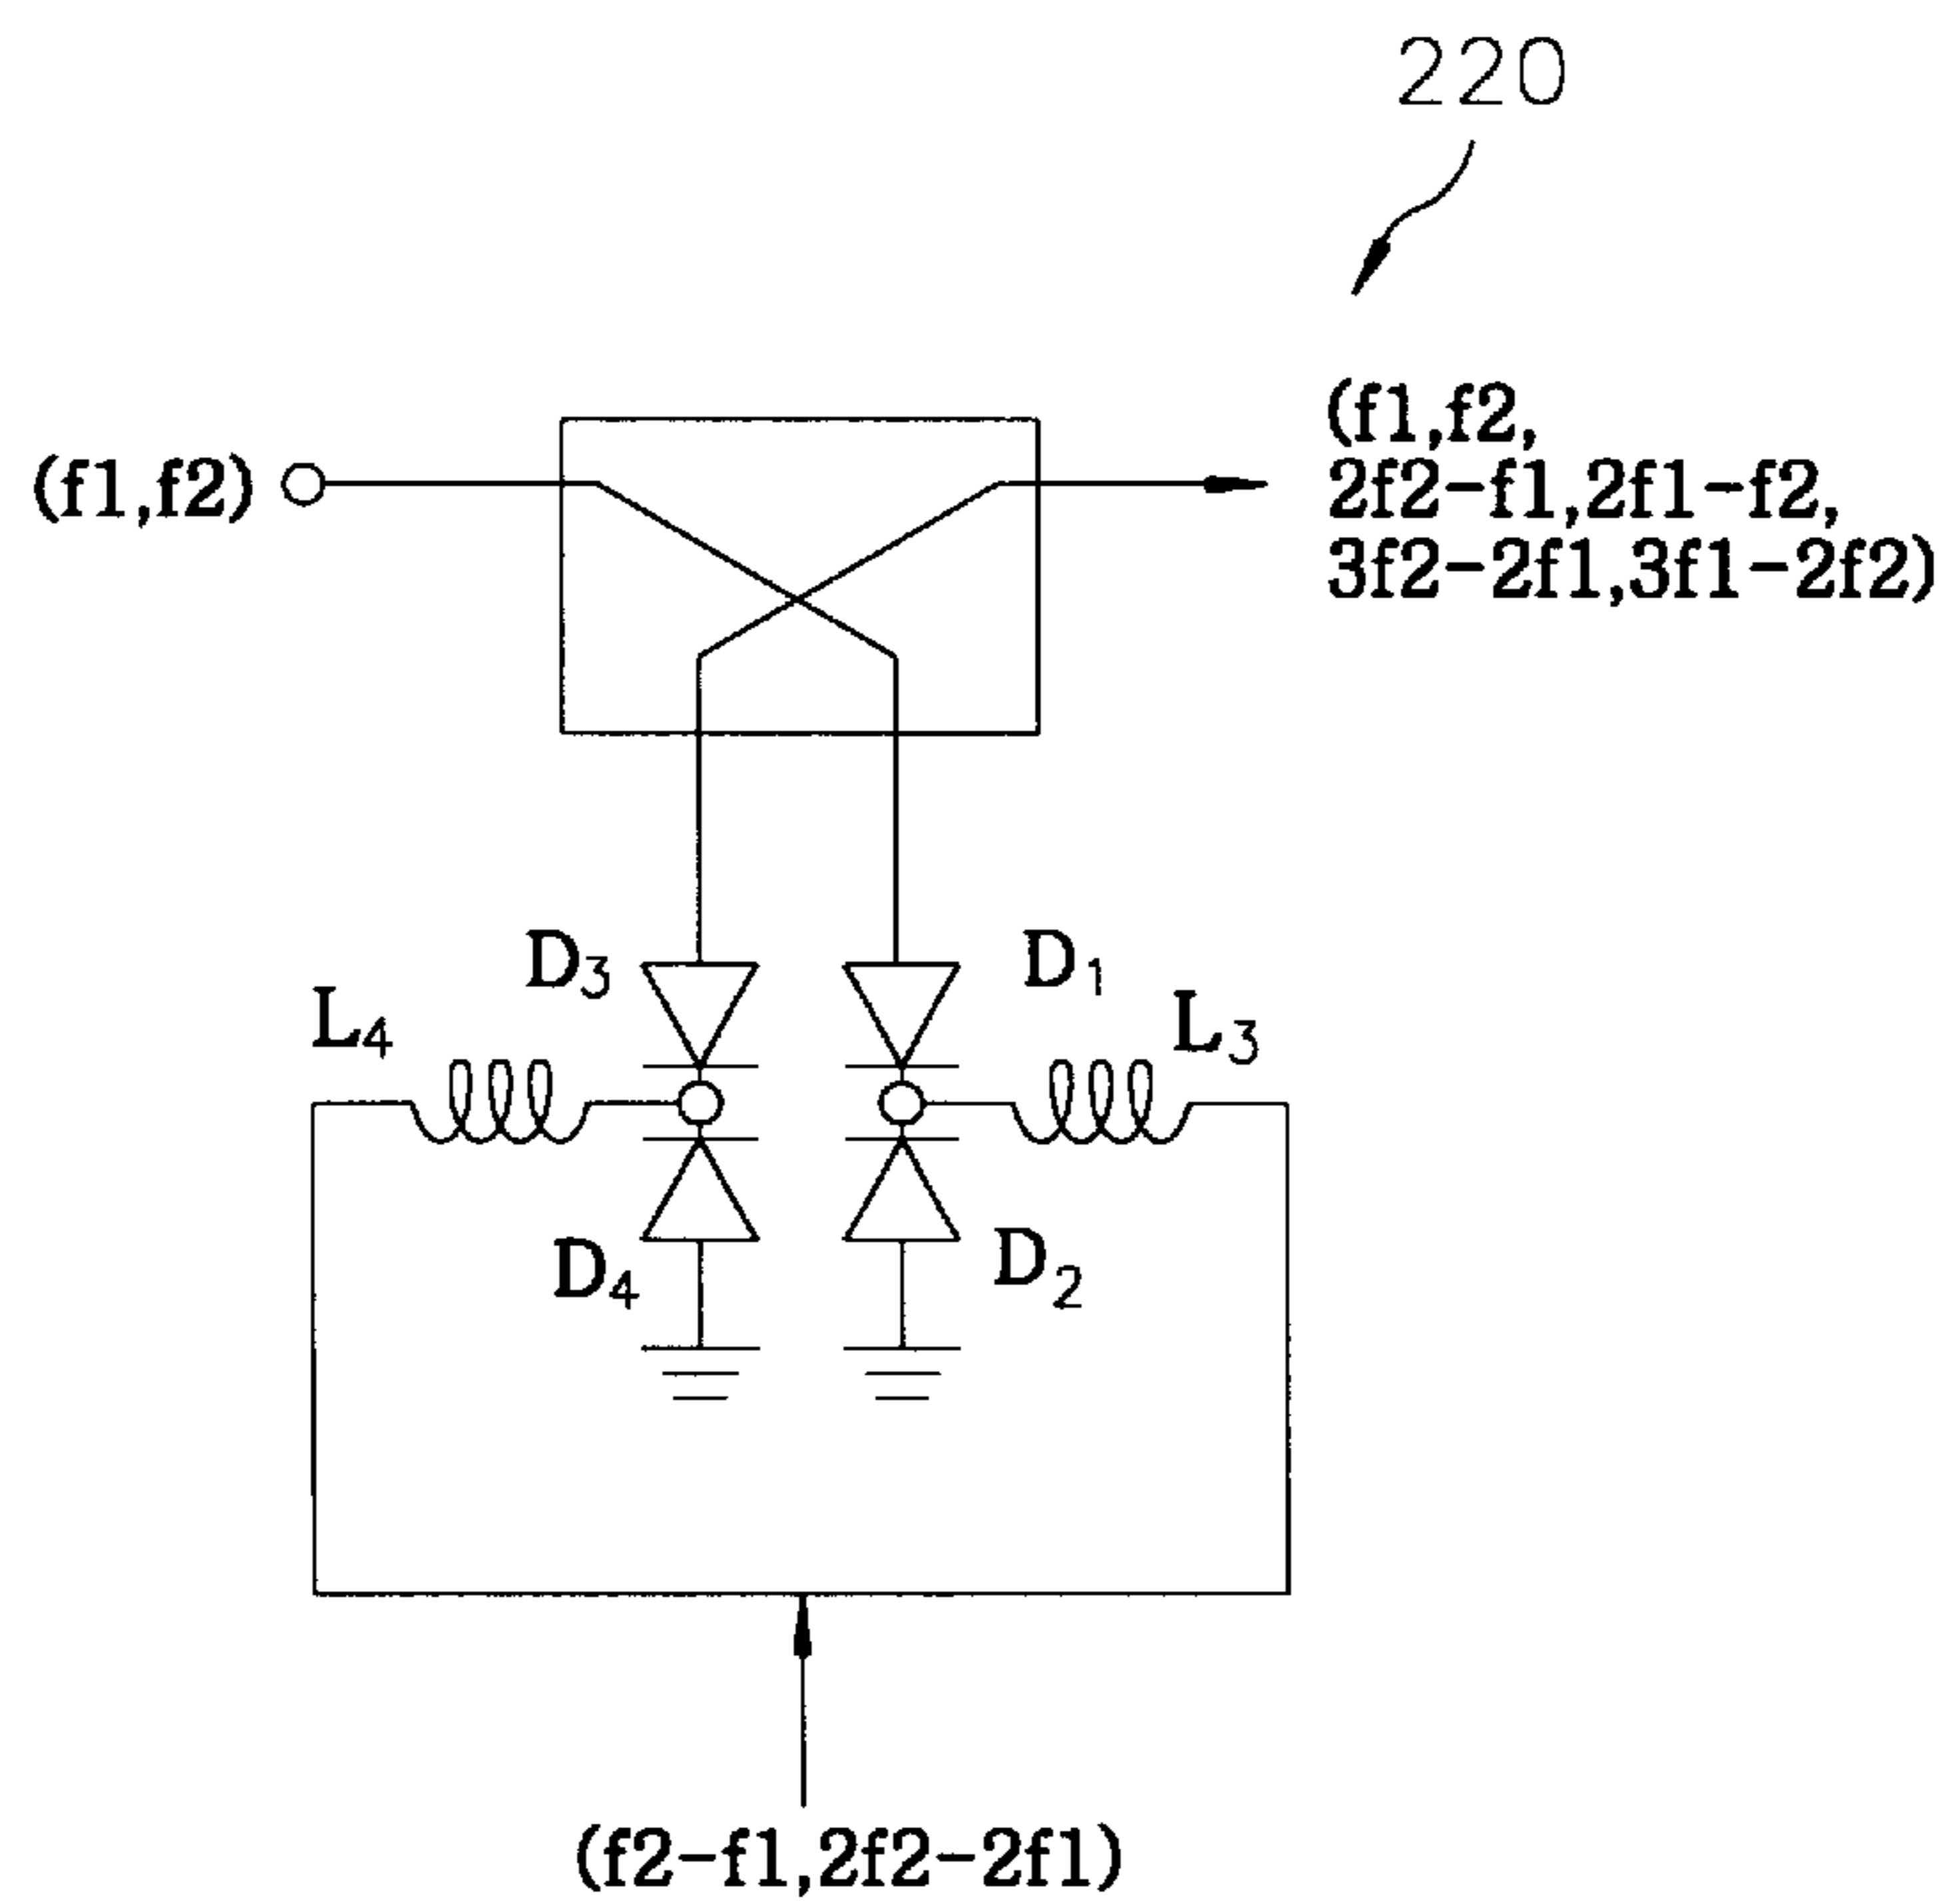 220
(f1,f2)
(f1,f2,
2f2-f1,2f1-f2,
3f2-2f1,3f1-2f2)
D3
D1
L4
L3
D4
D2
(f2-f1,2f2-2f1)